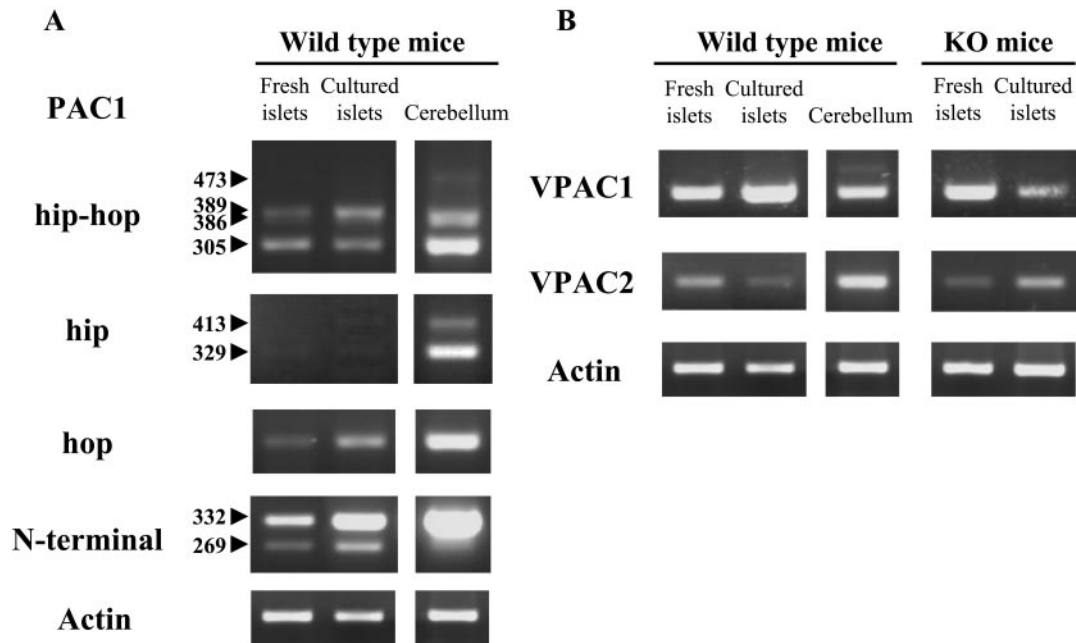 A
Wild type mice
PAC1
Fresh islets
Cultured islets
Cerebellum
hip-hop
473
389
386
305
hip
413
329
hop
N-terminal
332
269
Actin
B
Wild type mice
KO mice
Fresh islets
Cultured islets
Cerebellum
Fresh islets
Cultured islets
VPAC1
VPAC2
Actin